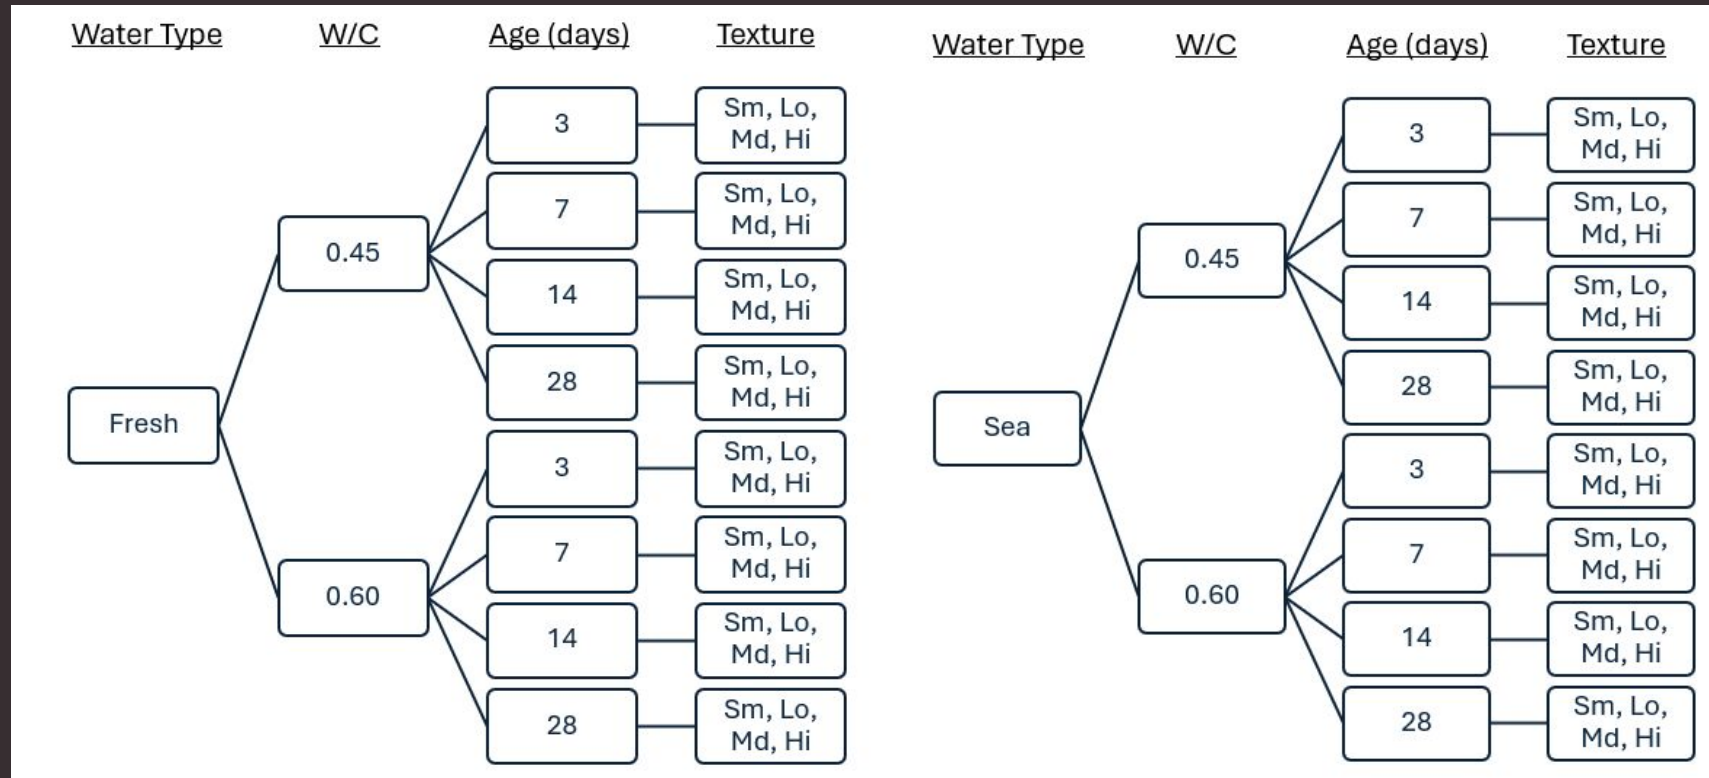 Water Type W/C Age (days) Texture
3 Sm, Lo,
Md, Hi
7 Sm, Lo,
Md, Hi
0.45
14 Sm, Lo,
Md, Hi
28 Sm, Lo,
Md, Hi
Fresh
3 Sm, Lo,
Md, Hi
7 Sm, Lo,
Md, Hi
0.60
14 Sm, Lo,
Md, Hi
28 Sm, Lo,
Md, Hi
Water Type W/C Age (days) Texture
3 Sm, Lo,
Md, Hi
7 Sm, Lo,
Md, Hi
0.45
14 Sm, Lo,
Md, Hi
28 Sm, Lo,
Md, Hi
Sea
3 Sm, Lo,
Md, Hi
7 Sm, Lo,
Md, Hi
0.60
14 Sm, Lo,
Md, Hi
28 Sm, Lo,
Md, Hi